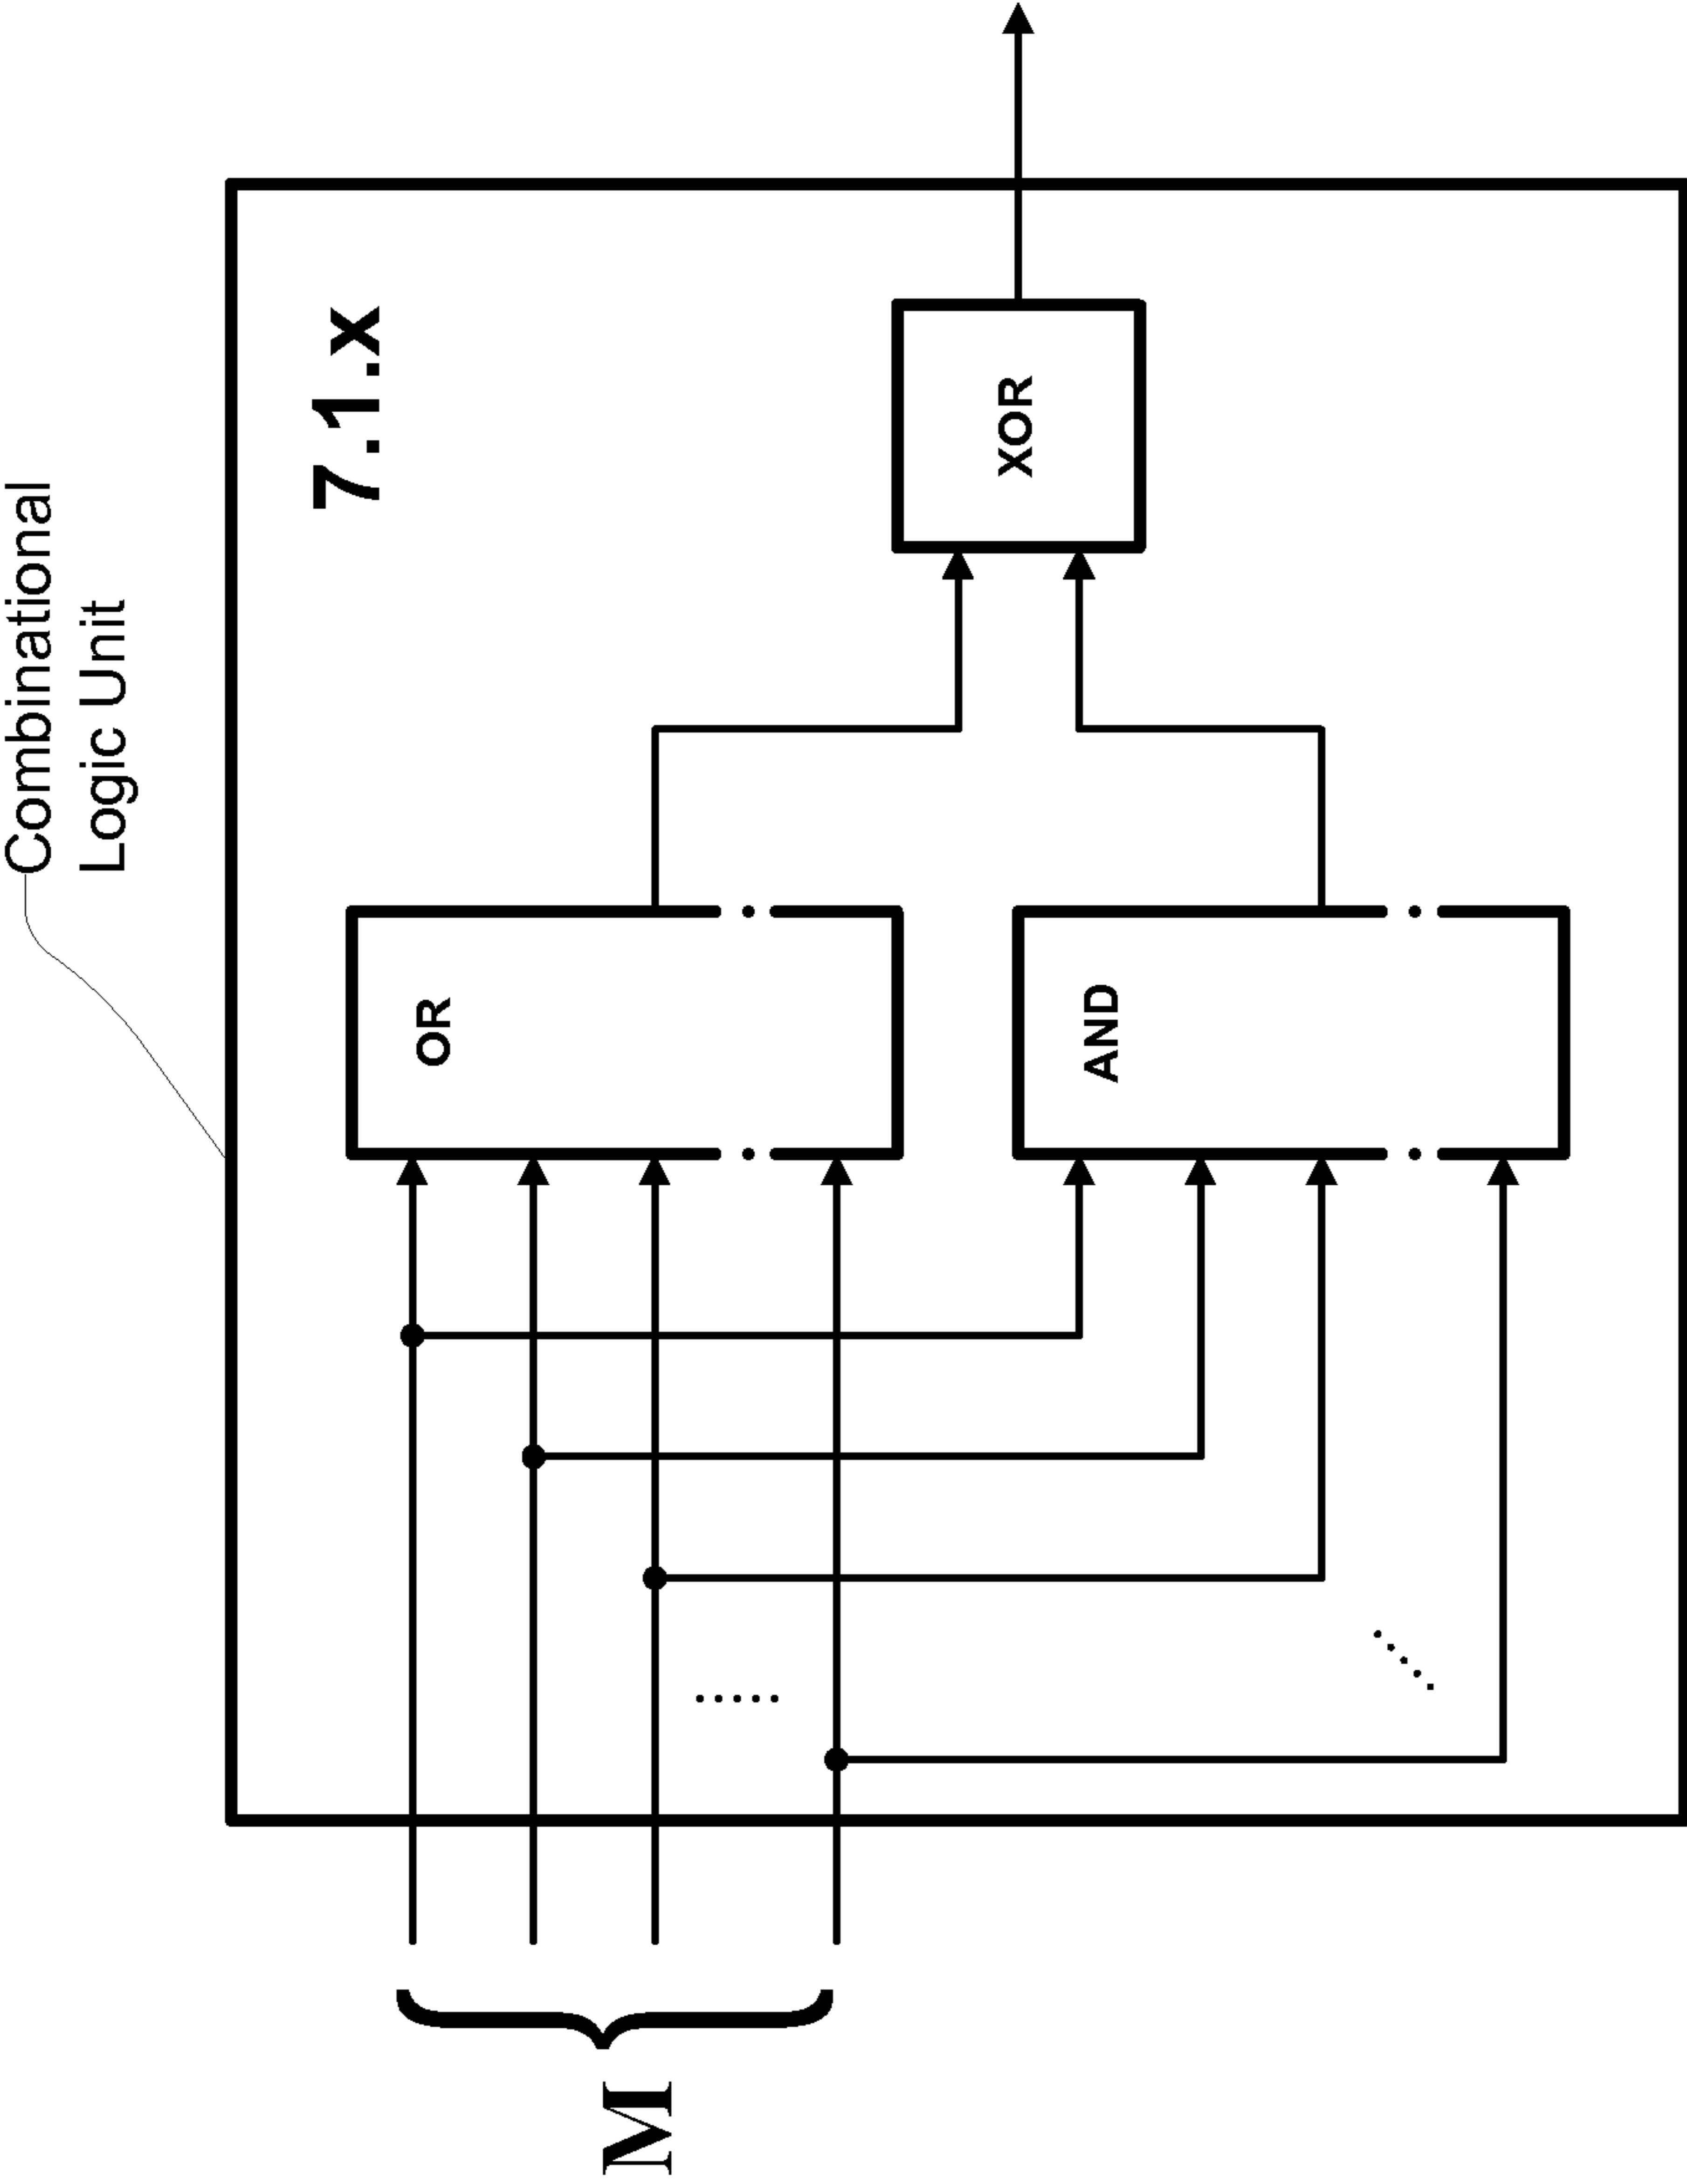 Combinational
Logic Unit
7.1.x
M
OR
AND
XOR